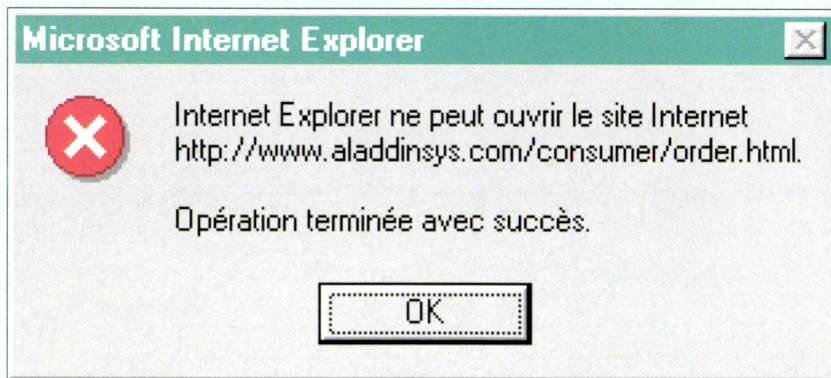 Microsoft Internet Explorer
Internet Explorer ne peut ouvrir le site Internet
http://www.aladdinsys.com/consumer/order.html.
Opération terminée avec succès.
OK